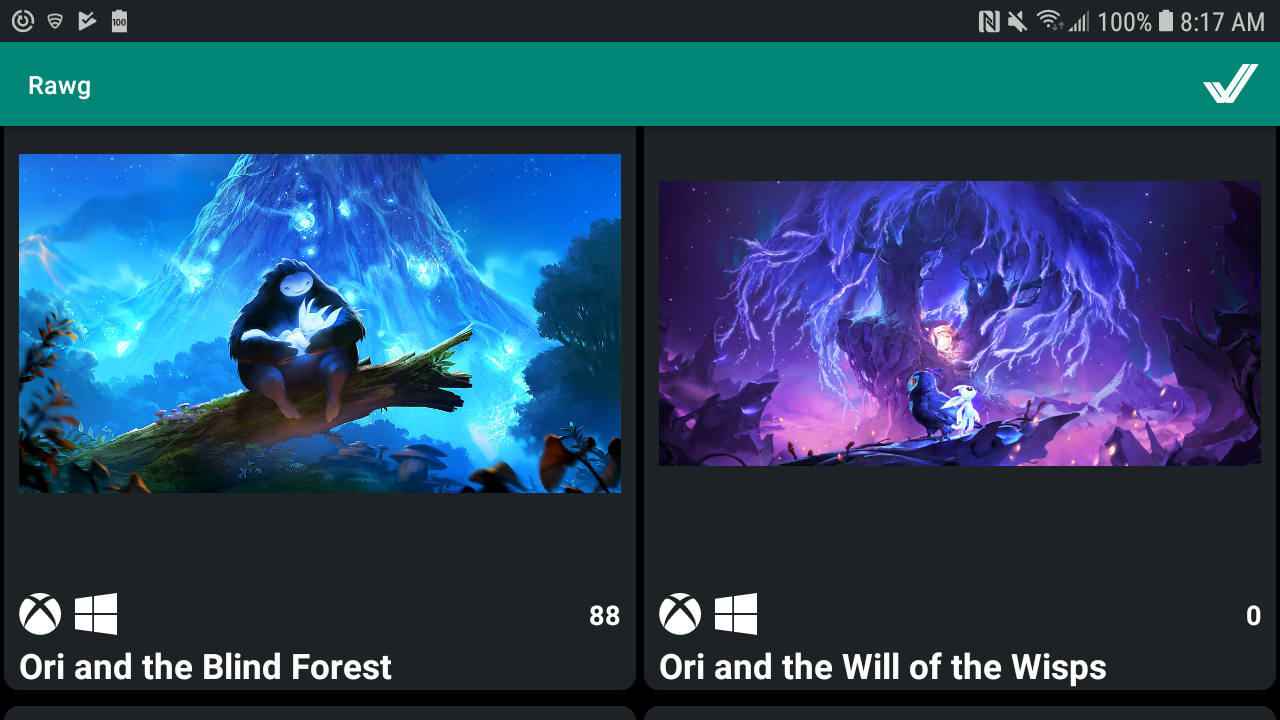 100
100% 8:17 AM
Rawg
88
Ori and the Blind Forest
0
Ori and the Will of the Wisps